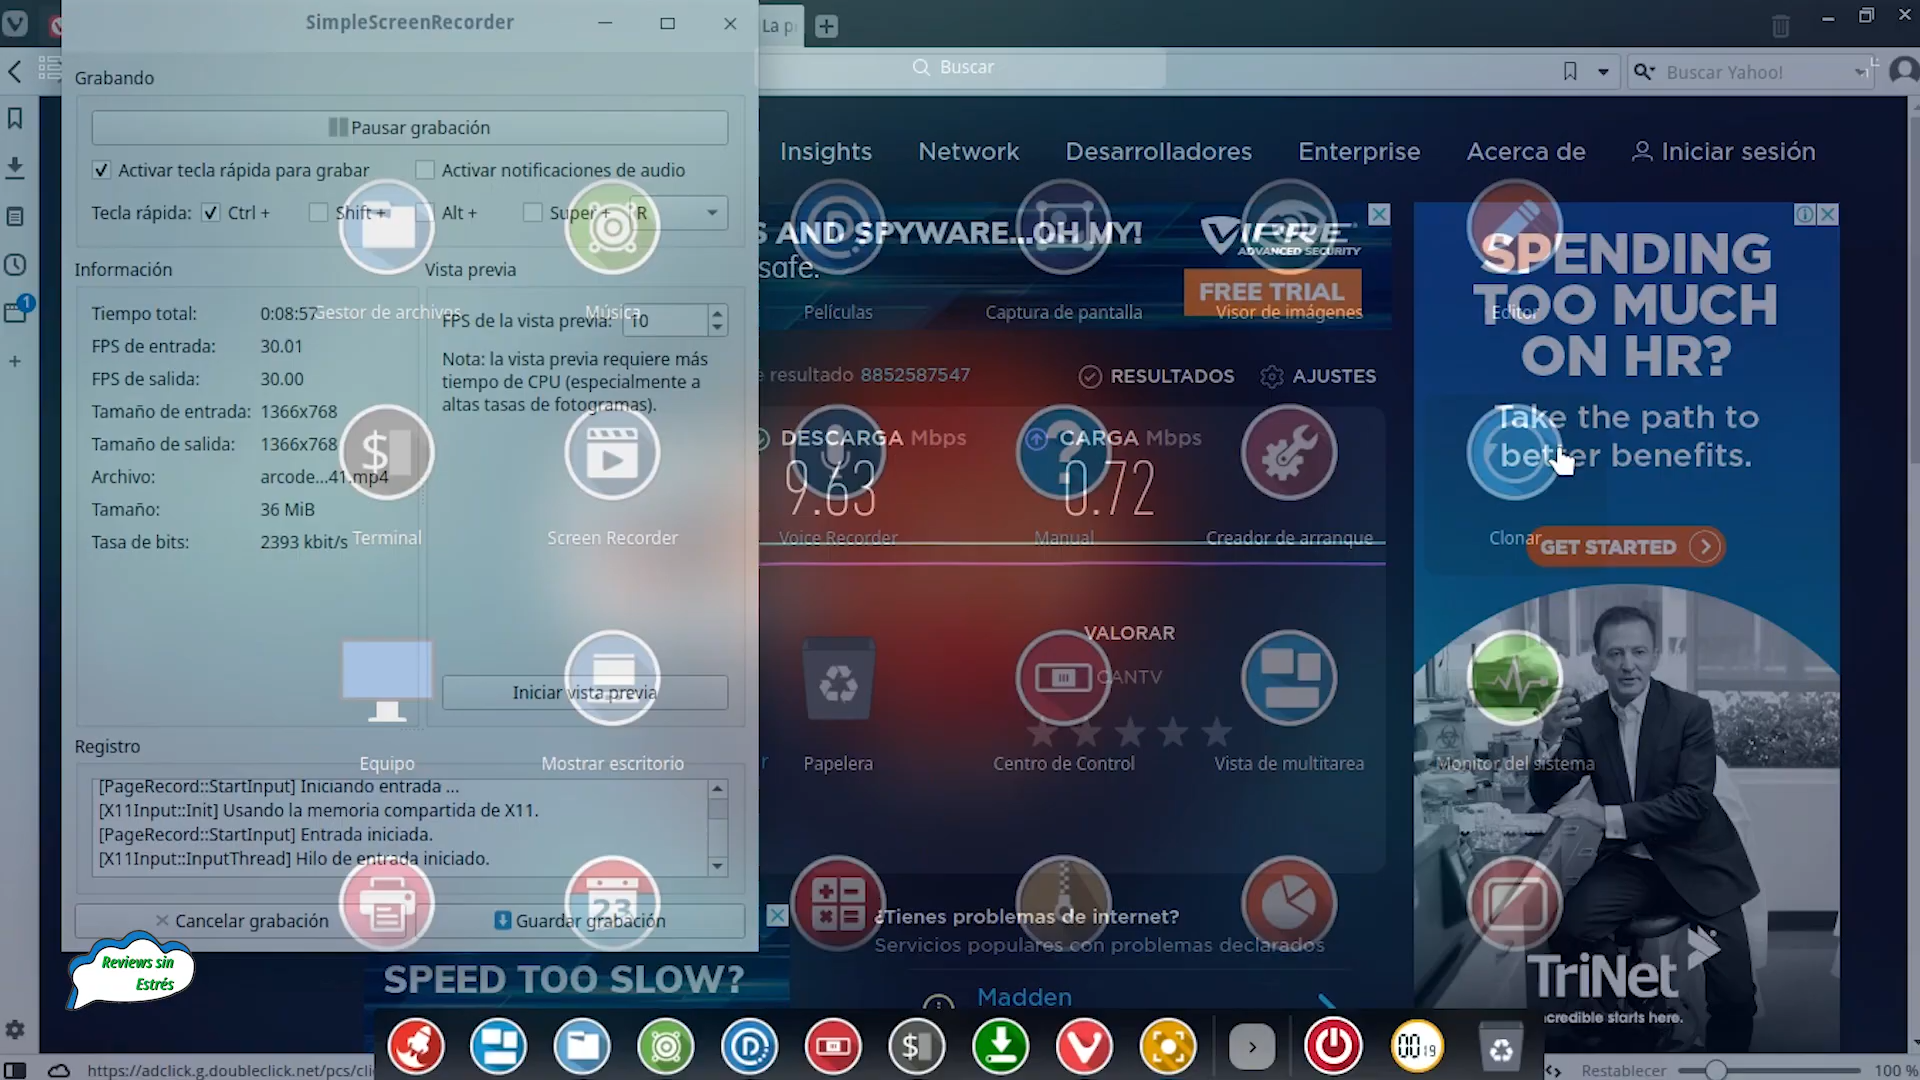 SimpleScreenRecorder
La p
Buscar
Buscar Yahoo!
Grabando
Pausar grabación
Activar tecla rápida para grabar
Activar notificaciones de audio
Tecla rápida:
Ctrl +
Shift +
Alt +
Super +
R
Insights
Network
Desarrolladores
Enterprise
Acerca de
Iniciar sesión
S AND SPYWARE...OH MY!
safe.
VIPRE
ADVANCED SECURITY
FREE TRIAL
Información
Vista previa
Tiempo total: 0:08:57
FPS de entrada: 30.01
FPS de salida: 30.00
Tamaño de entrada: 1366x768
Tamaño de salida: 1366x768
Archivo: arcode...41.mp4
Tamaño: 36 MiB
Tasa de bits: 2393 kbit/s
FPS de la vista previa: 10
Nota: la vista previa requiere más
tiempo de CPU (especialmente a
altas tasas de fotogramas).
Iniciar vista previa
Gestor de archivos
Música
Películas
Captura de pantalla
Visor de imágenes
Editor
e resultado 8852587547
RESULTADOS
AJUSTES
DESCARGA Mbps
9.63
CARGA Mbps
0.72
Terminal
Screen Recorder
Voice Recorder
Manual
Creador de arranque
Clonar
VALORAR
CANTV
Equipo
Mostrar escritorio
Papelera
Centro de Control
Vista de multitarea
Monitor del sistema
SPENDING
TOO MUCH
ON HR?
Take the path to
better benefits.
GET STARTED
TriNet
ncredible starts here.
Registro
[PageRecord::StartInput] Iniciando entrada ...
[X11Input::Init] Usando la memoria compartida de X11.
[PageRecord::StartInput] Entrada iniciada.
[X11Input::InputThread] Hilo de entrada iniciado.
Cancelar grabación
Guardar grabación
23
¿Tienes problemas de internet?
Servicios populares con problemas declarados
Madden
SPEED TOO SLOW?
Reviews sin
Estrés
1
00 19
https://adclick.g.doubleclick.net/pcs/cli
Restablecer
100 %